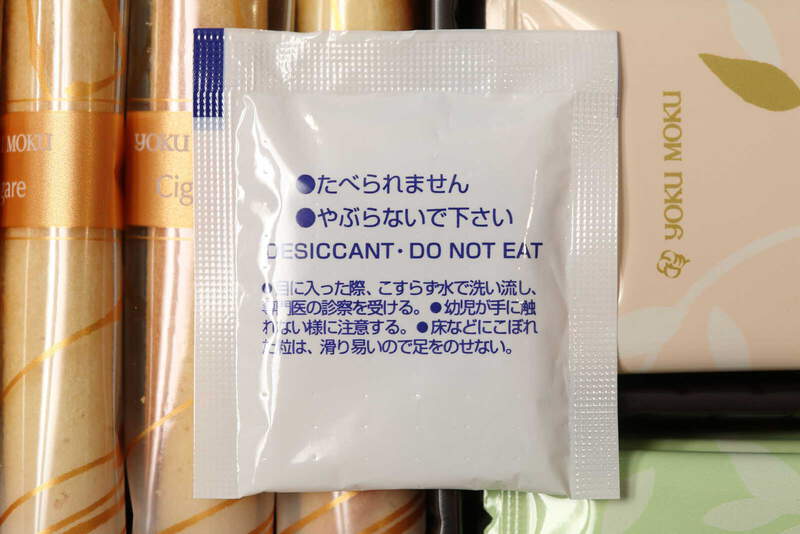 ●たべられません
●やぶらないで下さい
DESICCANT・DO NOT EAT
●目に入った際、こすらず水で洗い流し、
専門医の診察を受ける。●幼児が手に触
れない様に注意する。●床などにこぼれ
た粒は、滑り易いので足をのせない。
MOKU
gare
YOKU
Cig
YOKU MOKU